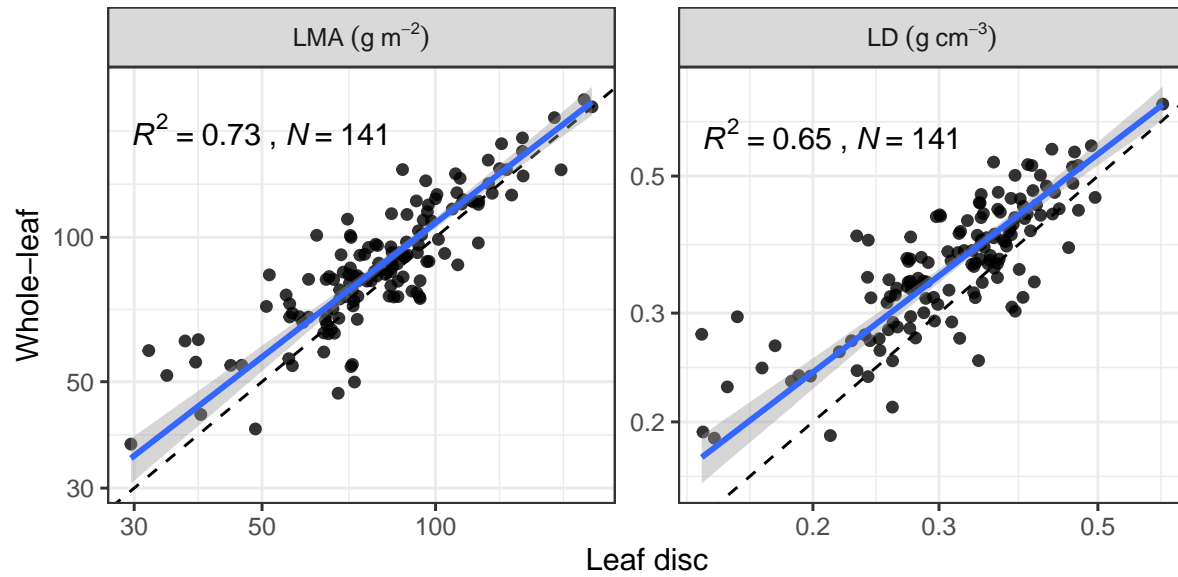 LMA (g m⁻²)
LD (g cm⁻³)
R² = 0.73 , N = 141
R² = 0.65 , N = 141
Whole–leaf
100
50
30
0.5
0.3
0.2
30 50 100
0.2 0.3 0.5
Leaf disc